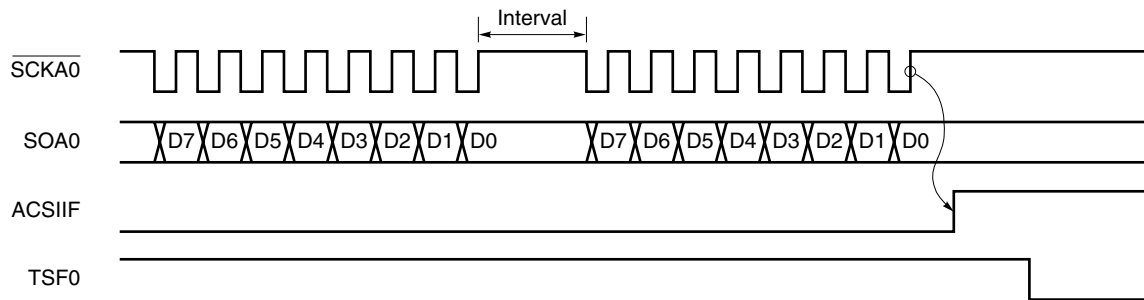 Interval
SCKA0
SOA0 D7 D6 D5 D4 D3 D2 D1 D0 D7 D6 D5 D4 D3 D2 D1 D0
ACSIIF
TSF0